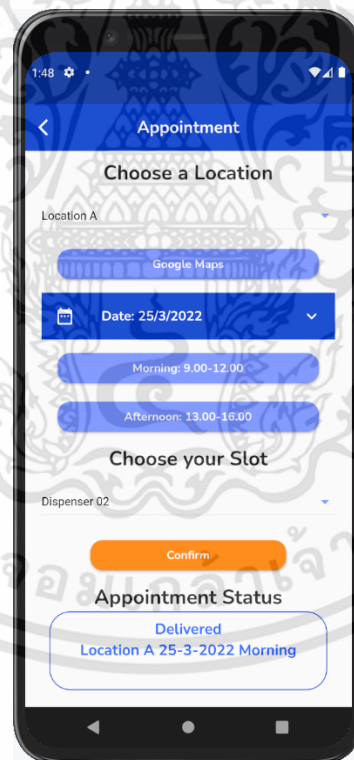 1:48
Appointment
Choose a Location
Location A
Google Maps
Date: 25/3/2022
Morning: 9.00-12.00
Afternoon: 13.00-16.00
Choose your Slot
Dispenser 02
Confirm
Appointment Status
Delivered
Location A 25-3-2022 Morning